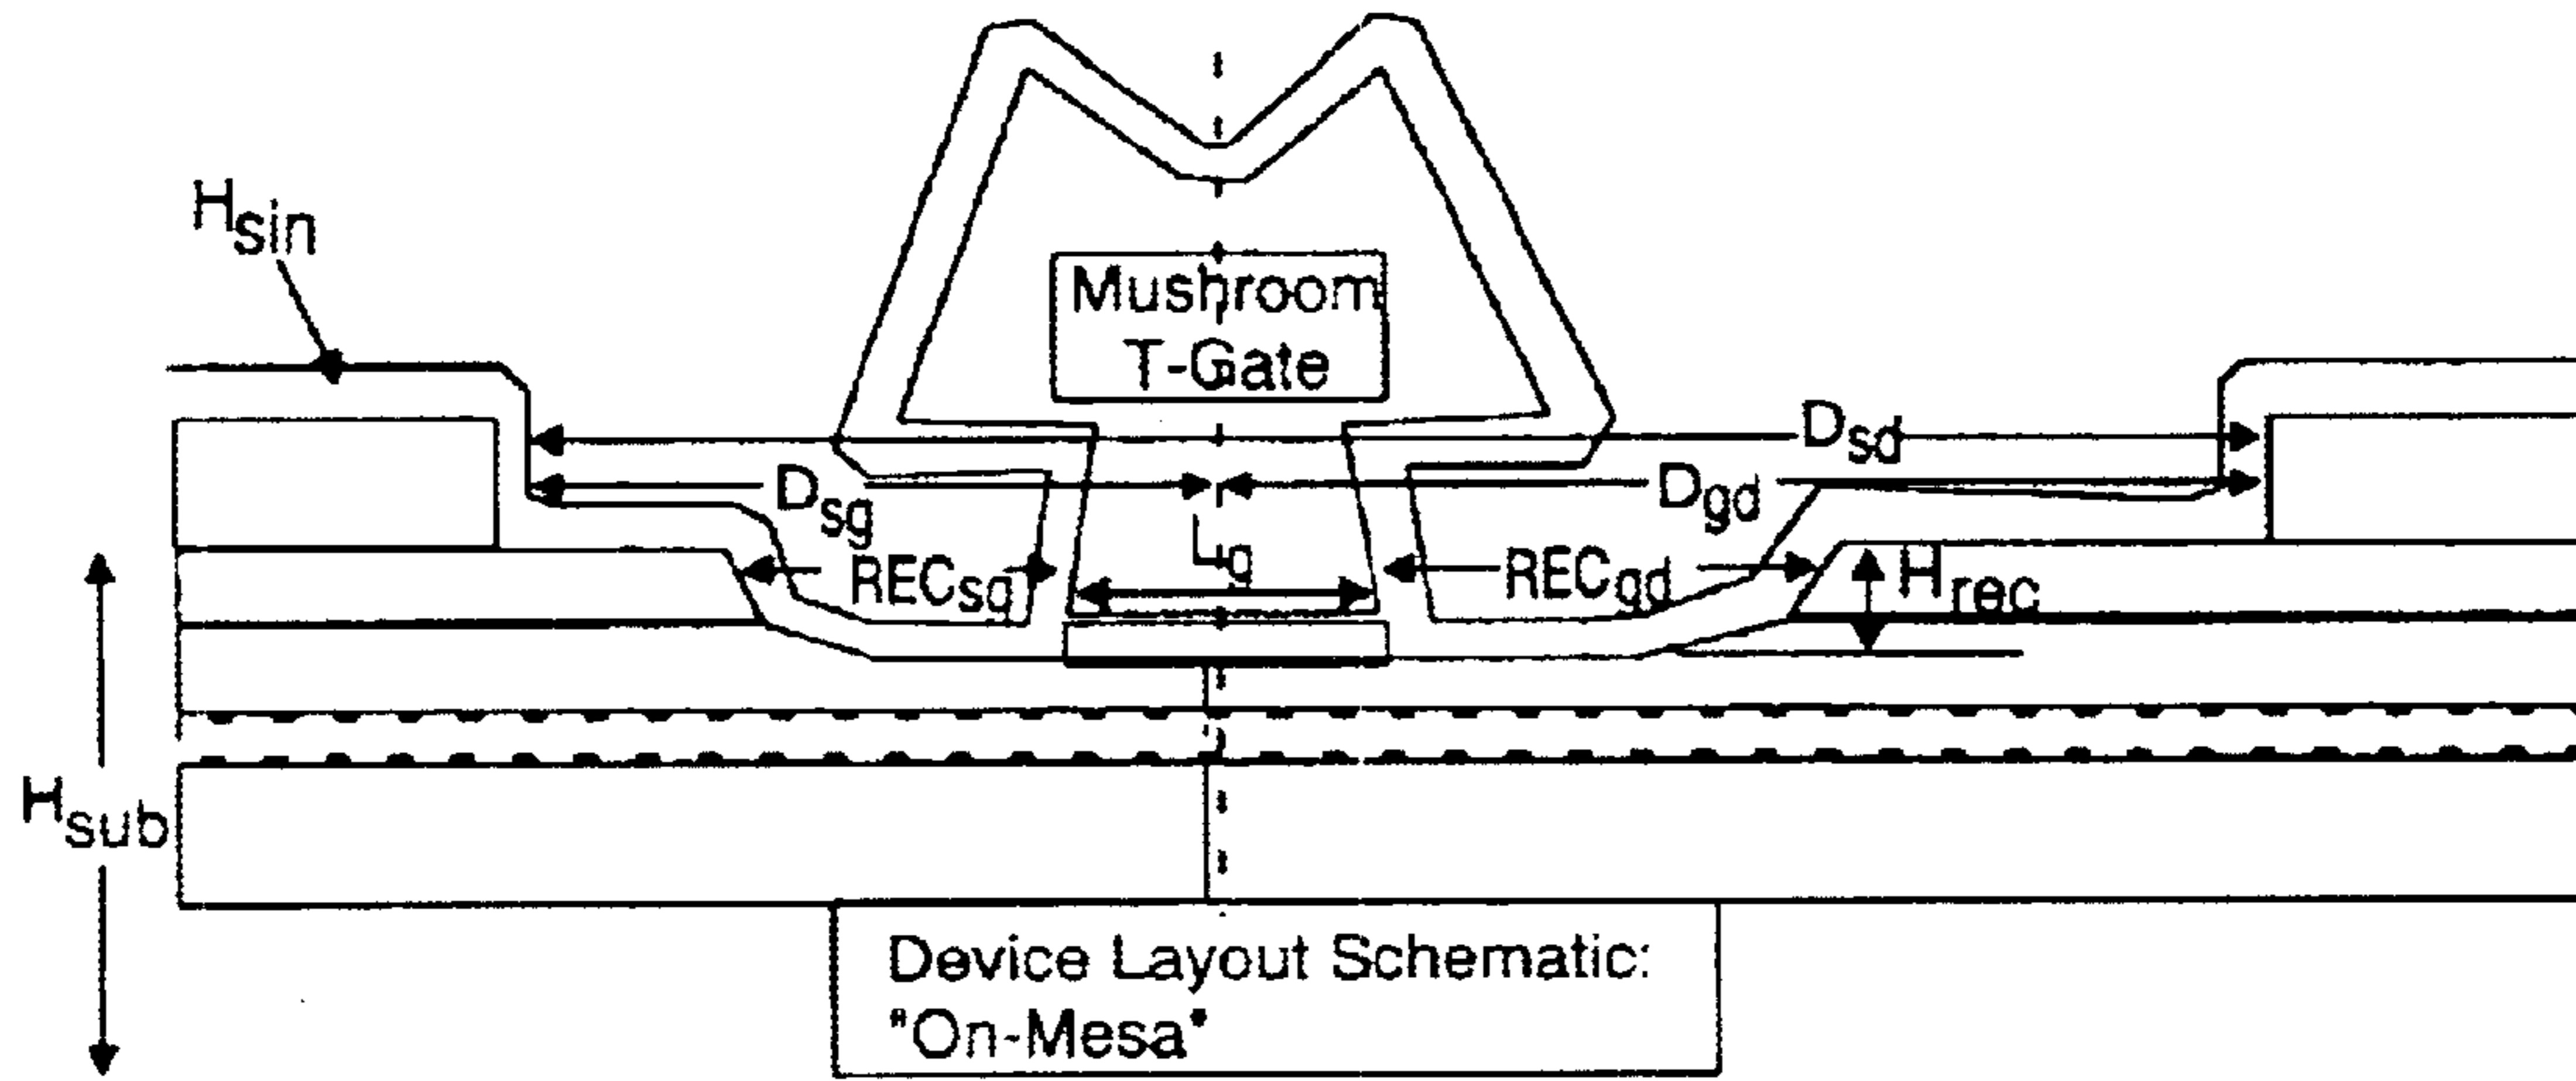 Hsin
Mushroom
T-Gate
Dsd
Dsg
Dgd
Lg
RECsg
RECgd
Hrec
Hsub
Device Layout Schematic:
"On-Mesa"